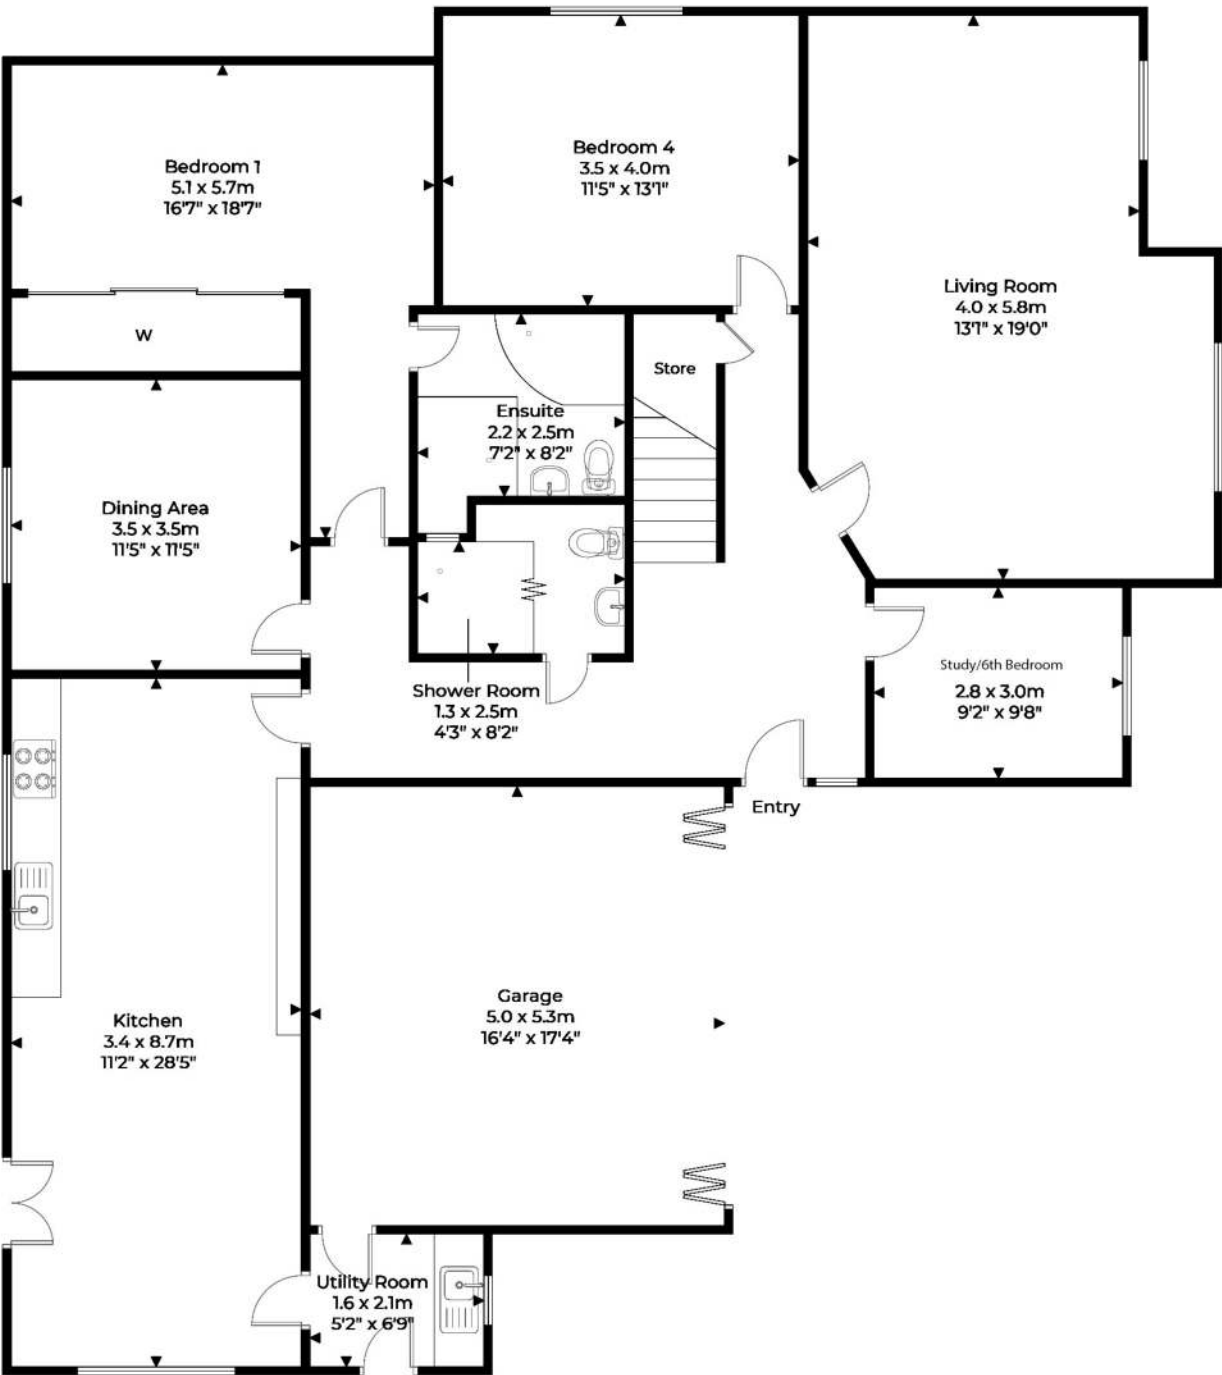 Bedroom 1
5.1 x 5.7m
16'7" x 18'7"
Bedroom 4
3.5 x 4.0m
11'5" x 13'1"
Living Room
4.0 x 5.8m
13'1" x 19'0"
W
Store
Ensuite
2.2 x 2.5m
7'2" x 8'2"
Dining Area
3.5 x 3.5m
11'5" x 11'5"
Shower Room
1.3 x 2.5m
4'3" x 8'2"
Study/6th Bedroom
2.8 x 3.0m
9'2" x 9'8"
Entry
Kitchen
3.4 x 8.7m
11'2" x 28'5"
Garage
5.0 x 5.3m
16'4" x 17'4"
Utility Room
1.6 x 2.1m
5'2" x 6'9"